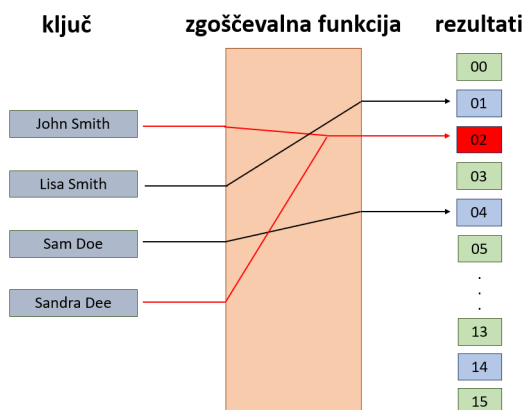 ključ
zgoščevalna funkcija
rezultati
John Smith
Lisa Smith
Sam Doe
Sandra Dee
00
01
02
03
04
05
.
.
.
13
14
15